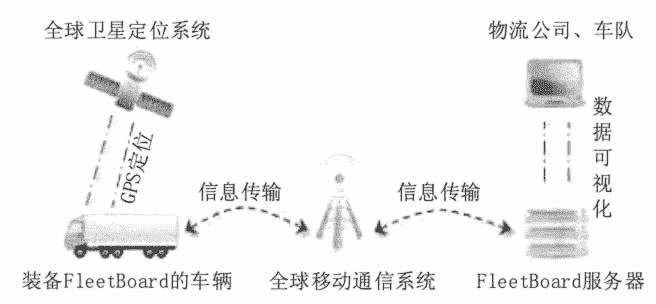 全球卫星定位系统
物流公司、车队
GPS定位
数据可视化
信息传输
信息传输
装备FleetBoard的车辆
全球移动通信系统
FleetBoard服务器